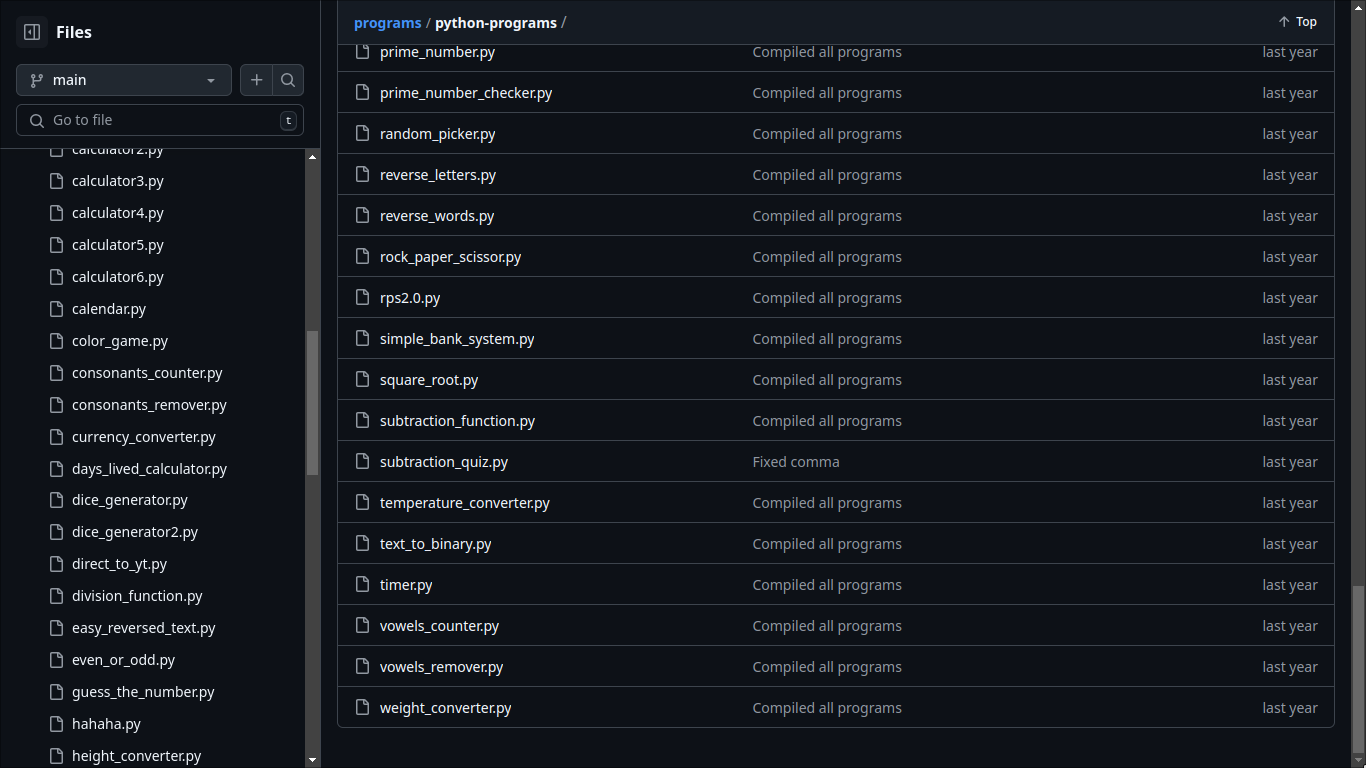 Files
main
Go to file t
calculator2.py
calculator3.py
calculator4.py
calculator5.py
calculator6.py
calendar.py
color_game.py
consonants_counter.py
consonants_remover.py
currency_converter.py
days_lived_calculator.py
dice_generator.py
dice_generator2.py
direct_to_yt.py
division_function.py
easy_reversed_text.py
even_or_odd.py
guess_the_number.py
hahaha.py
height_converter.py
programs / python-programs / Top
prime_number.py Compiled all programs last year
prime_number_checker.py Compiled all programs last year
random_picker.py Compiled all programs last year
reverse_letters.py Compiled all programs last year
reverse_words.py Compiled all programs last year
rock_paper_scissor.py Compiled all programs last year
rps2.0.py Compiled all programs last year
simple_bank_system.py Compiled all programs last year
square_root.py Compiled all programs last year
subtraction_function.py Compiled all programs last year
subtraction_quiz.py Fixed comma last year
temperature_converter.py Compiled all programs last year
text_to_binary.py Compiled all programs last year
timer.py Compiled all programs last year
vowels_counter.py Compiled all programs last year
vowels_remover.py Compiled all programs last year
weight_converter.py Compiled all programs last year